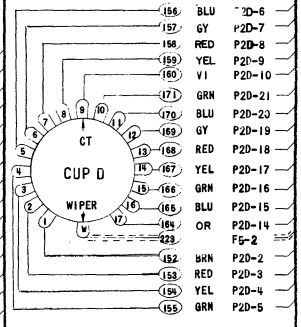 156 BLU P2D-6
157 GY P2D-7
158 RED P2D-8
159 YEL P2D-9
160 VI P2D-10
171 GRN P2D-21
170 BLU P2D-20
169 GY P2D-19
168 RED P2D-18
167 YEL P2D-17
166 GRN P2D-16
165 BLU P2D-15
164 OR P2D-14
223 F5-2
152 BRN P2D-2
153 RED P2D-3
154 YEL P2D-4
155 GRN P2D-5
CT
CUP D
WIPER
W
1
2
3
4
5
6
7
8
9
10
11
12
13
14
15
16
17